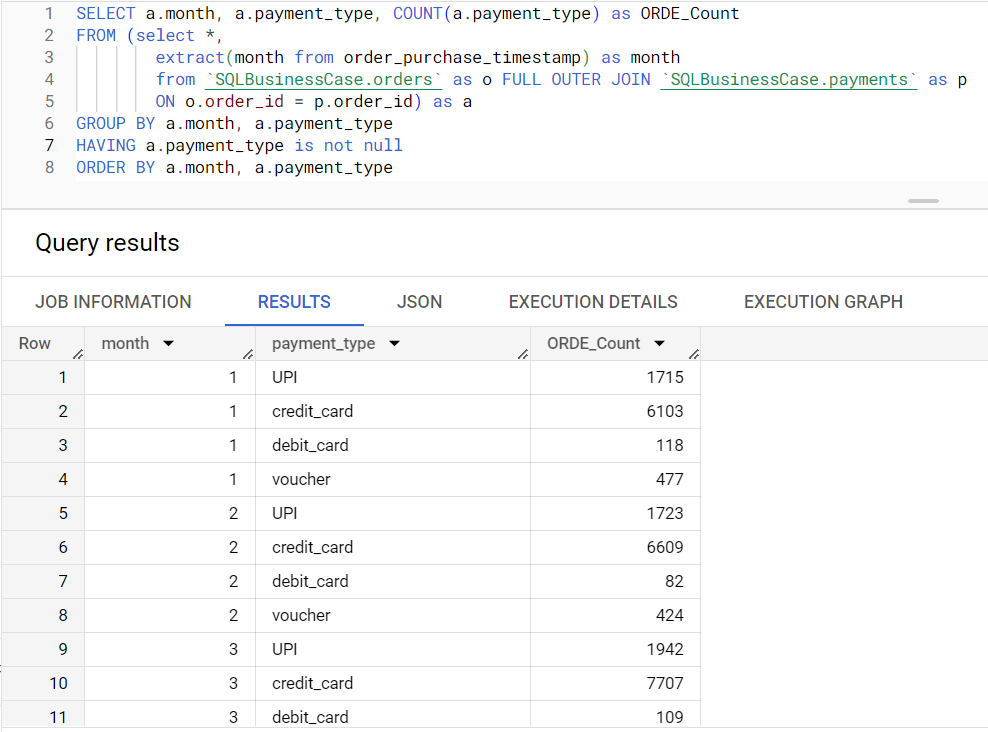 1 SELECT a.month, a.payment_type, COUNT(a.payment_type) as ORDE_Count
2 FROM (select *,
3 extract(month from order_purchase_timestamp) as month
4 from `SQLBusinessCase.orders` as o FULL OUTER JOIN `SQLBusinessCase.payments` as p
5 ON o.order_id = p.order_id) as a
6 GROUP BY a.month, a.payment_type
7 HAVING a.payment_type is not null
8 ORDER BY a.month, a.payment_type
Query results
JOB INFORMATION RESULTS JSON EXECUTION DETAILS EXECUTION GRAPH
Row month payment_type ORDE_Count
1 1 UPI 1715
2 1 credit_card 6103
3 1 debit_card 118
4 1 voucher 477
5 2 UPI 1723
6 2 credit_card 6609
7 2 debit_card 82
8 2 voucher 424
9 3 UPI 1942
10 3 credit_card 7707
11 3 debit_card 109